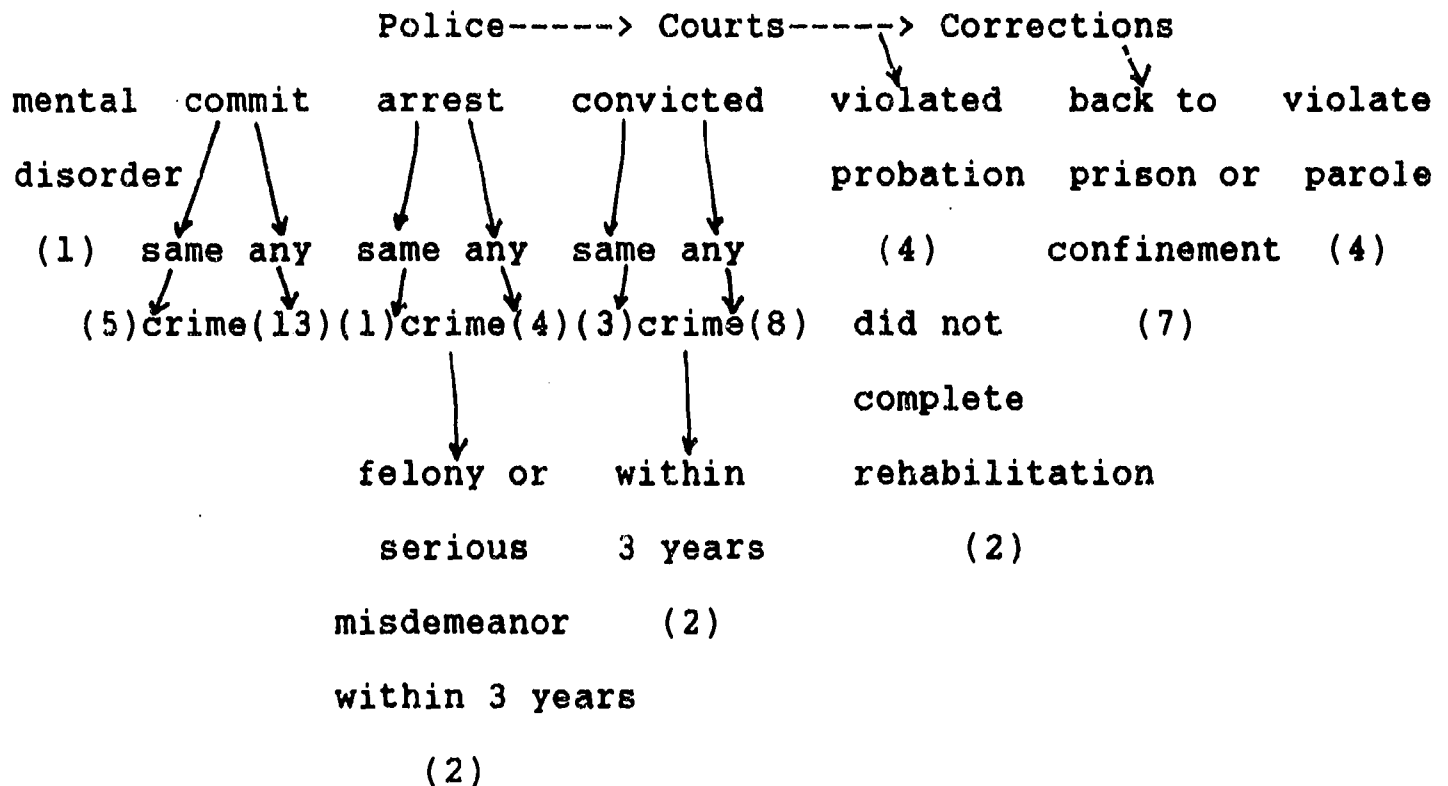 Police-----> Courts-----> Corrections
mental commit arrest convicted violated back to violate
disorder probation prison or parole
(1) same any same any same any (4) confinement (4)
(5)crime(13)(1)crime(4)(3)crime(8) did not (7)
complete
felony or within rehabilitation
serious 3 years (2)
misdemeanor (2)
within 3 years
(2)